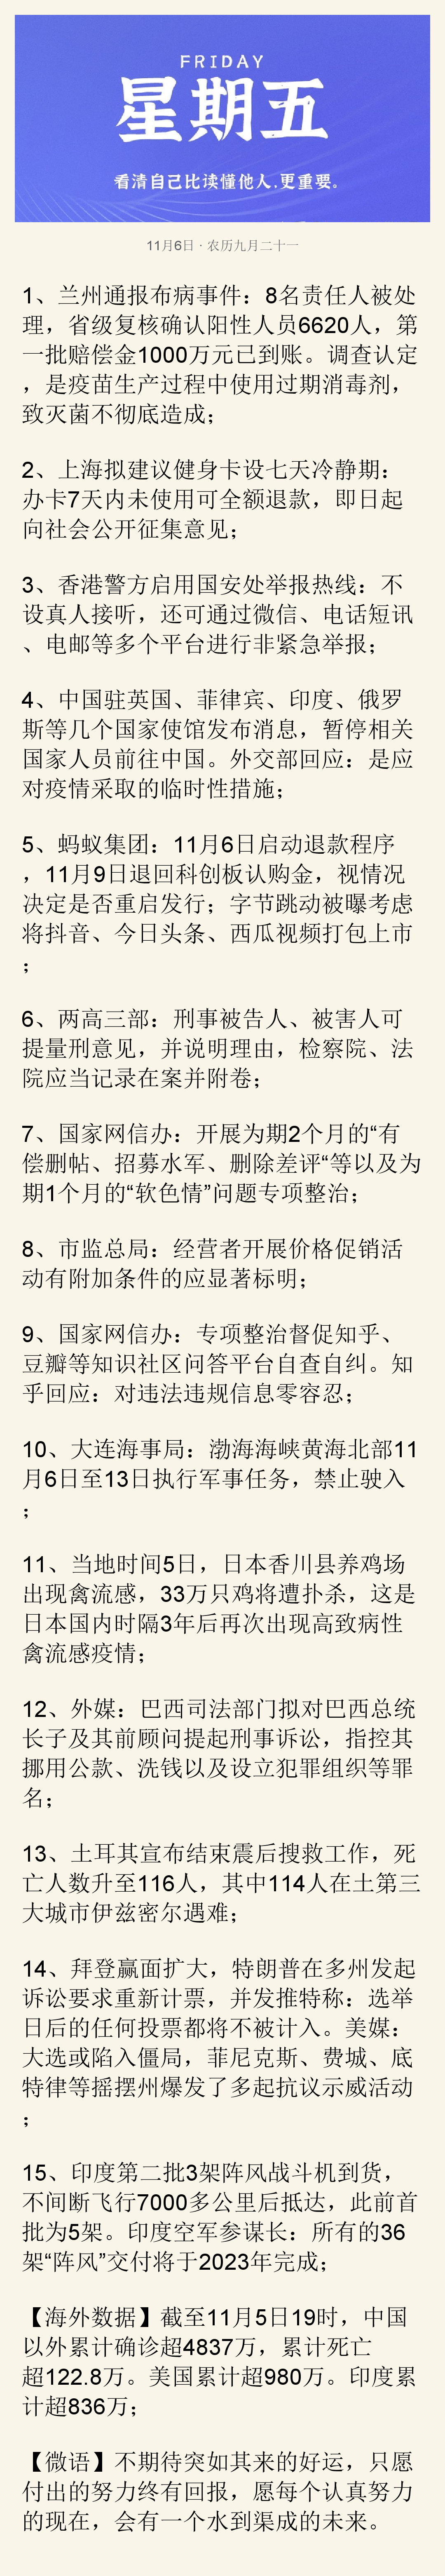 FRIDAY
星期五
看清自己比读懂他人,更重要。
11月6日 · 农历九月二十一
1、兰州通报布病事件：8名责任人被处
理，省级复核确认阳性人员6620人，第
一批赔偿金1000万元已到账。调查认定
，是疫苗生产过程中使用过期消毒剂，
致灭菌不彻底造成；
2、上海拟建议健身卡设七天冷静期：
办卡7天内未使用可全额退款，即日起
向社会公开征集意见；
3、香港警方启用国安处举报热线：不
设真人接听，还可通过微信、电话短讯
、电邮等多个平台进行非紧急举报；
4、中国驻英国、菲律宾、印度、俄罗
斯等几个国家使馆发布消息，暂停相关
国家人员前往中国。外交部回应：是应
对疫情采取的临时性措施；
5、蚂蚁集团：11月6日启动退款程序
，11月9日退回科创板认购金，视情况
决定是否重启发行；字节跳动被曝考虑
将抖音、今日头条、西瓜视频打包上市
；
6、两高三部：刑事被告人、被害人可
提量刑意见，并说明理由，检察院、法
院应当记录在案并附卷；
7、国家网信办：开展为期2个月的“有
偿删帖、招募水军、删除差评“等以及为
期1个月的“软色情”问题专项整治；
8、市监总局：经营者开展价格促销活
动有附加条件的应显著标明；
9、国家网信办：专项整治督促知乎、
豆瓣等知识社区问答平台自查自纠。知
乎回应：对违法违规信息零容忍；
10、大连海事局：渤海海峡黄海北部11
月6日至13日执行军事任务，禁止驶入
；
11、当地时间5日，日本香川县养鸡场
出现禽流感，33万只鸡将遭扑杀，这是
日本国内时隔3年后再次出现高致病性
禽流感疫情；
12、外媒：巴西司法部门拟对巴西总统
长子及其前顾问提起刑事诉讼，指控其
挪用公款、洗钱以及设立犯罪组织等罪
名；
13、土耳其宣布结束震后搜救工作，死
亡人数升至116人，其中114人在土第三
大城市伊兹密尔遇难；
14、拜登赢面扩大，特朗普在多州发起
诉讼要求重新计票，并发推特称：选举
日后的任何投票都将不被计入。美媒：
大选或陷入僵局，菲尼克斯、费城、底
特律等摇摆州爆发了多起抗议示威活动
；
15、印度第二批3架阵风战斗机到货，
不间断飞行7000多公里后抵达，此前首
批为5架。印度空军参谋长：所有的36
架“阵风”交付将于2023年完成；
【海外数据】截至11月5日19时，中国
以外累计确诊超4837万，累计死亡
超122.8万。美国累计超980万。印度累
计超836万；
【微语】不期待突如其来的好运，只愿
付出的努力终有回报，愿每个认真努力
的现在，会有一个水到渠成的未来。